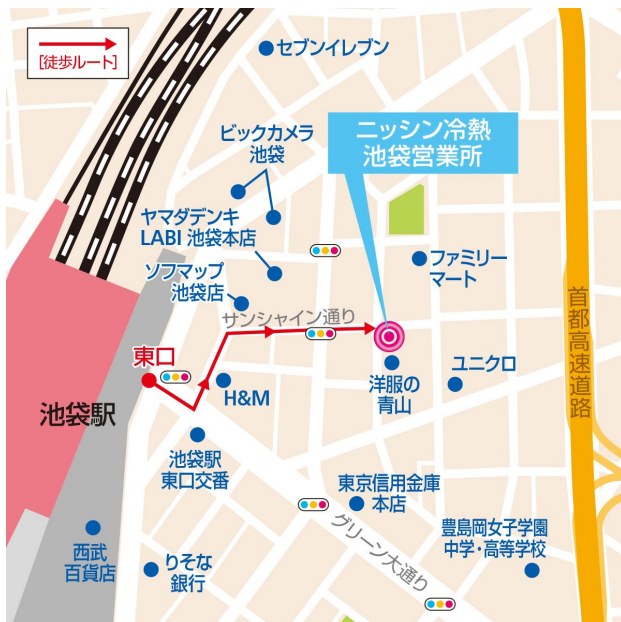 [徒歩ルート]
セブンイレブン
ビックカメラ
池袋
ニッシン冷熱
池袋営業所
ヤマダデンキ
LABI 池袋本店
ソフマップ
池袋店
ファミリー
マート
サンシャイン通り
首都高速道路
東口
池袋駅
H&M
洋服の
青山
ユニクロ
池袋駅
東口交番
東京信用金庫
本店
グリーン大通り
豊島岡女子学園
中学・高等学校
西武
百貨店
りそな
銀行